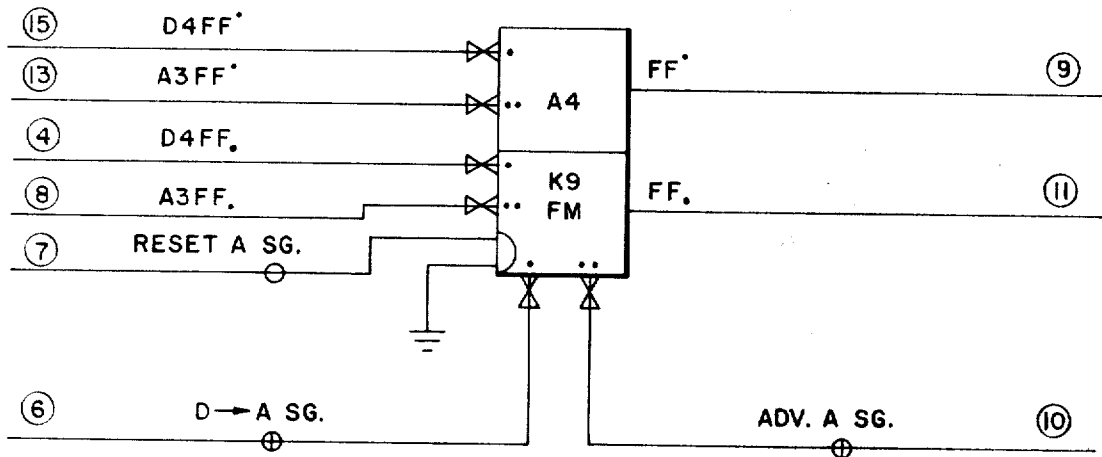 15 D4FF˙
13 A3FF˙
4 D4FF.
8 A3FF.
7 RESET A SG.
A4
K9
FM
FF˙ 9
FF. 11
6 D → A SG.
ADV. A SG. 10